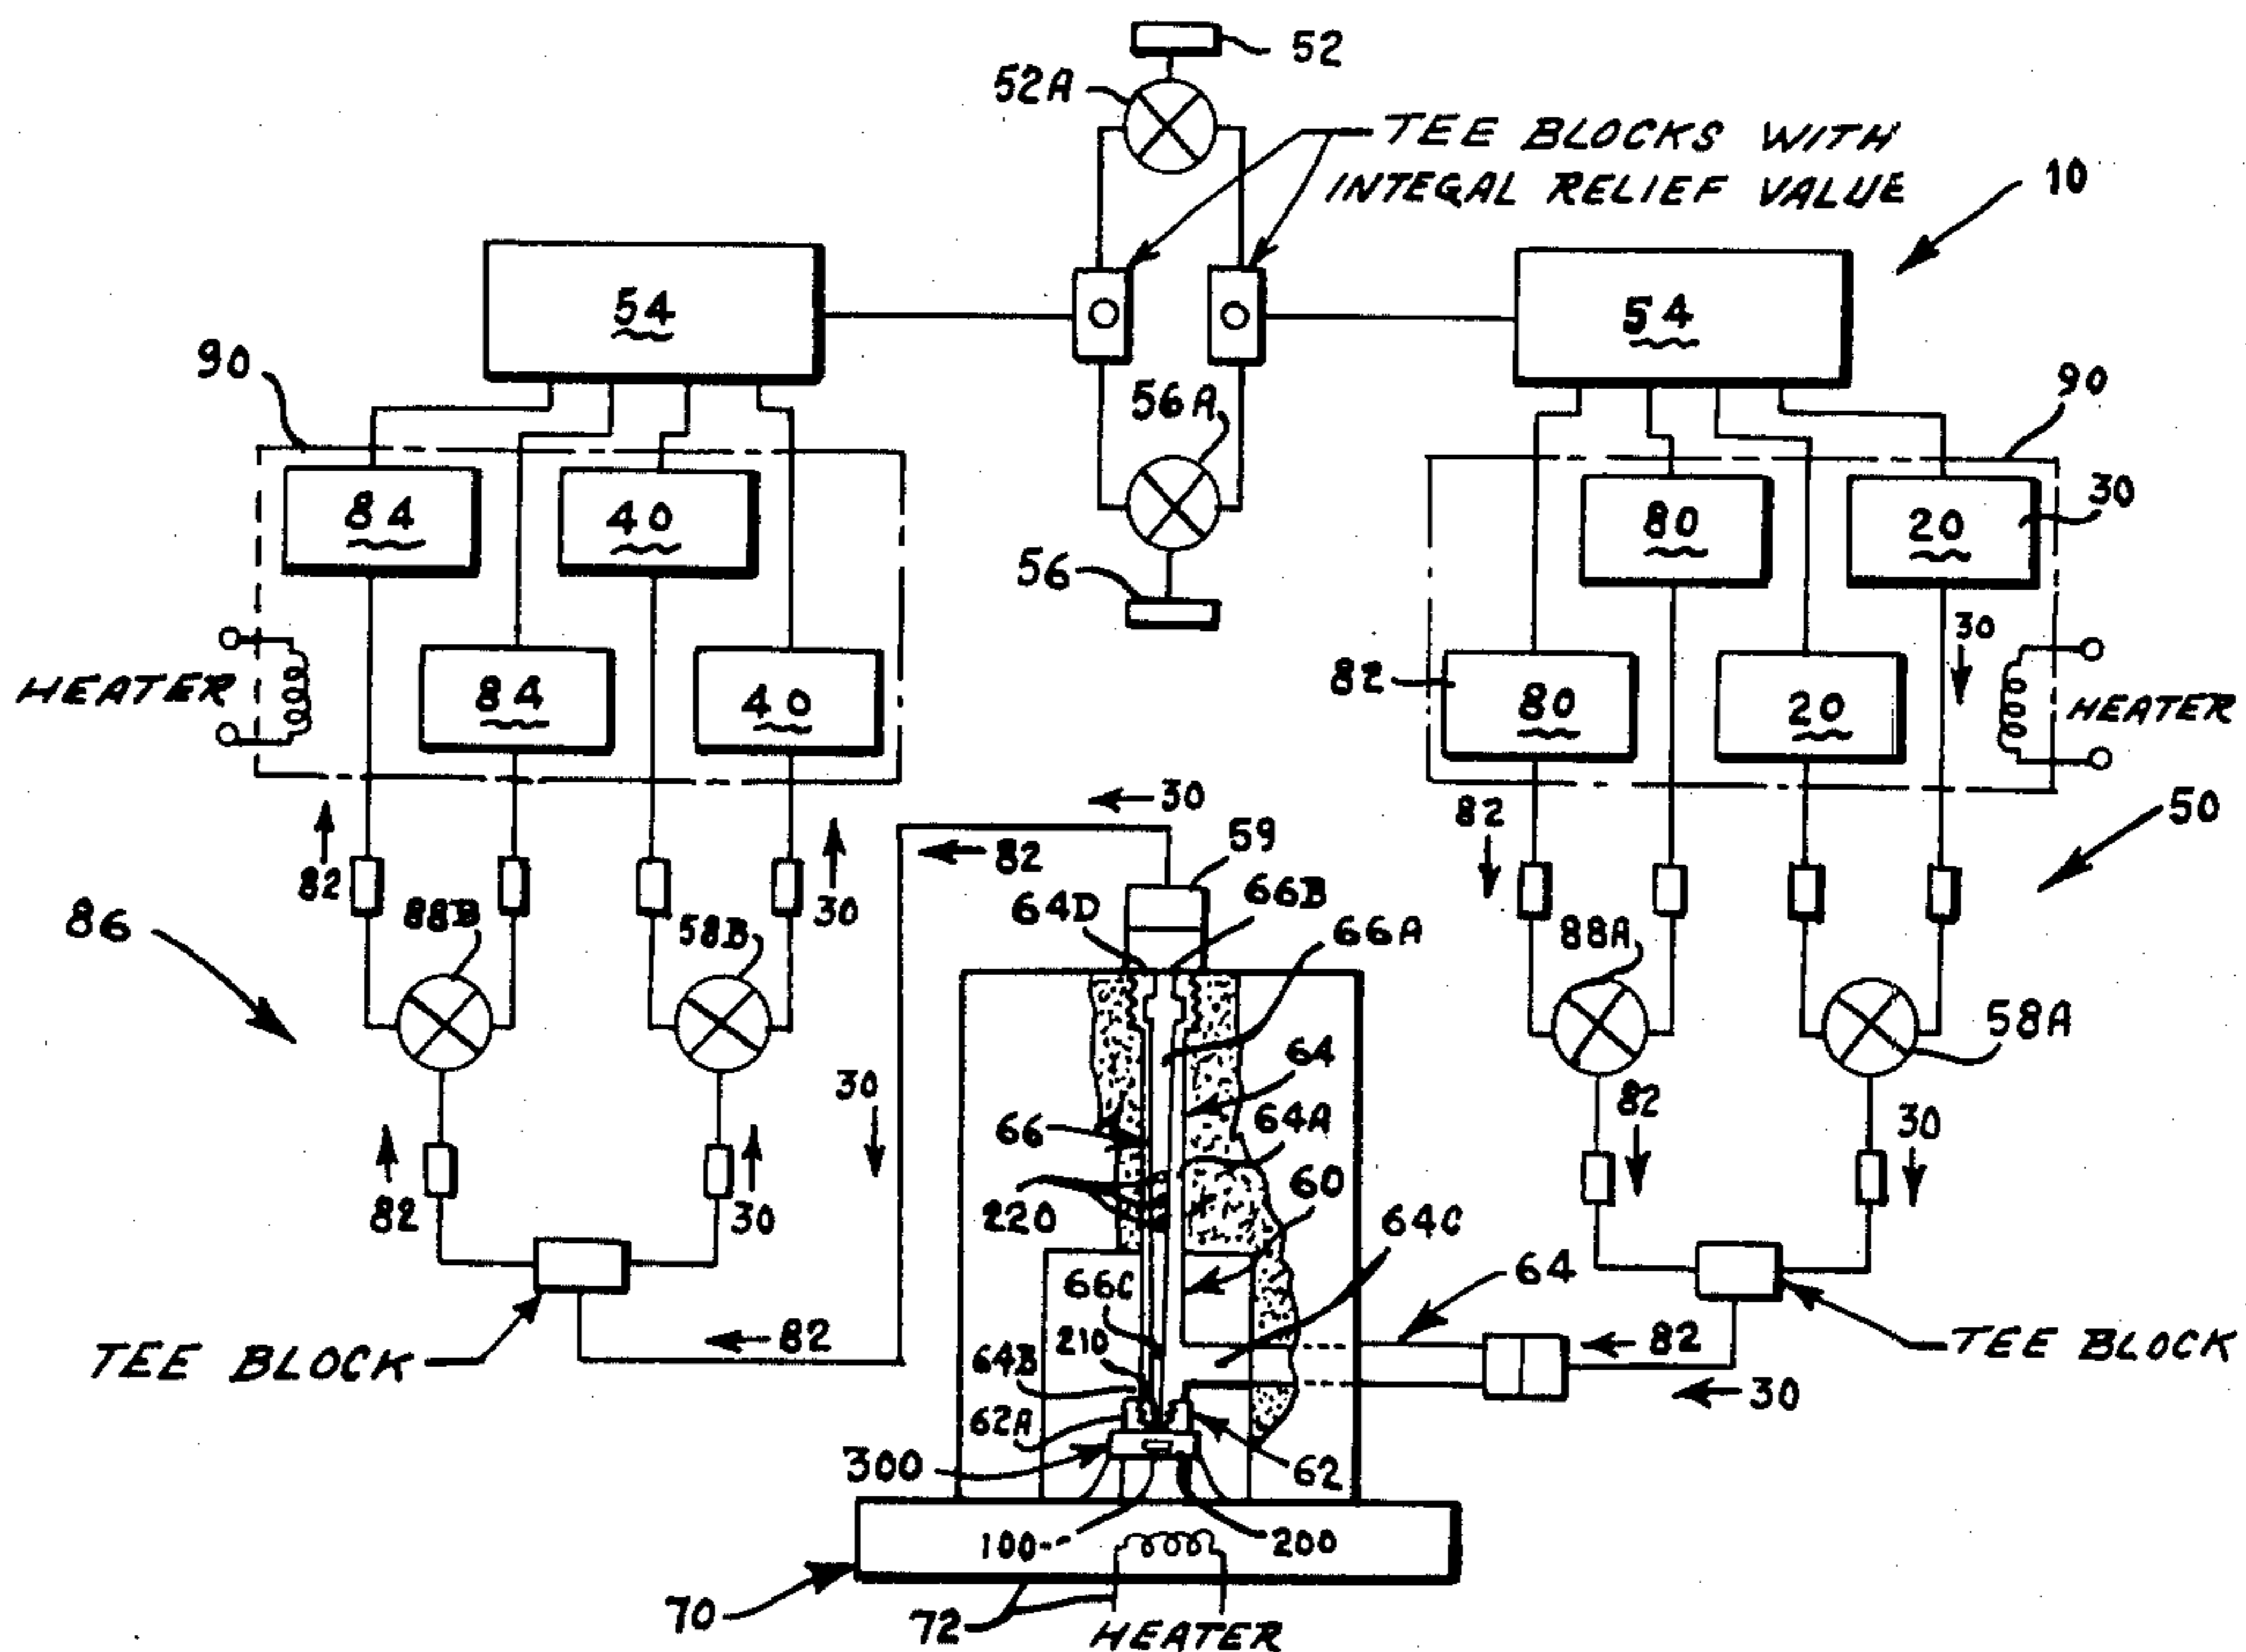 52
52A
TEE BLOCKS WITH
INTEGAL RELIEF VALUE
10
54
54
90
56A
90
84
40
80
20
30
56
30
HEATER
84
40
82
80
20
HEATER
30
82
50
82
59
82
88B
58B
30
64D
66B
66A
88A
86
58A
30
64
82
66
64A
30
60
82
30
220
64C
66C
64
TEE BLOCK
82
64B
210
82
TEE BLOCK
30
62A
300
62
100
200
70
72
HEATER